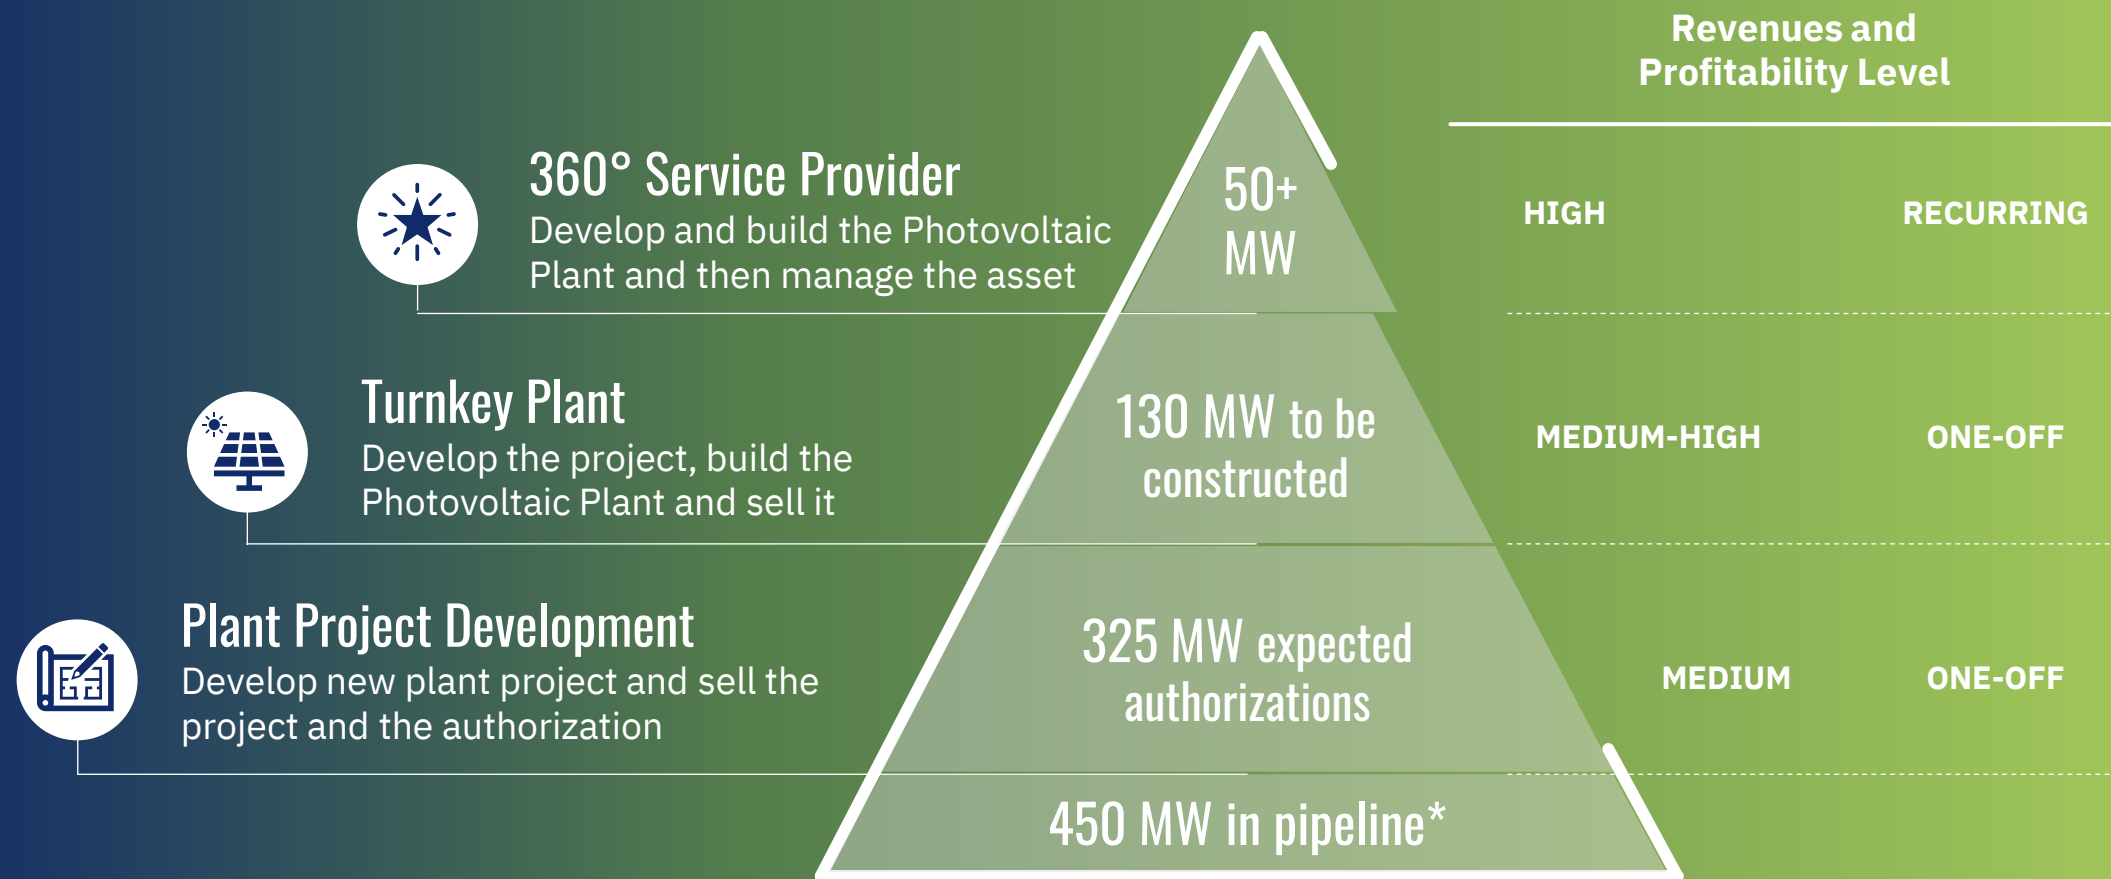 Revenues and
Profitability Level
360° Service Provider
Develop and build the Photovoltaic
Plant and then manage the asset
50+
MW
HIGH
RECURRING
Turnkey Plant
Develop the project, build the
Photovoltaic Plant and sell it
130 MW to be
constructed
MEDIUM-HIGH
ONE-OFF
Plant Project Development
Develop new plant project and sell the
project and the authorization
325 MW expected
authorizations
MEDIUM
ONE-OFF
450 MW in pipeline*